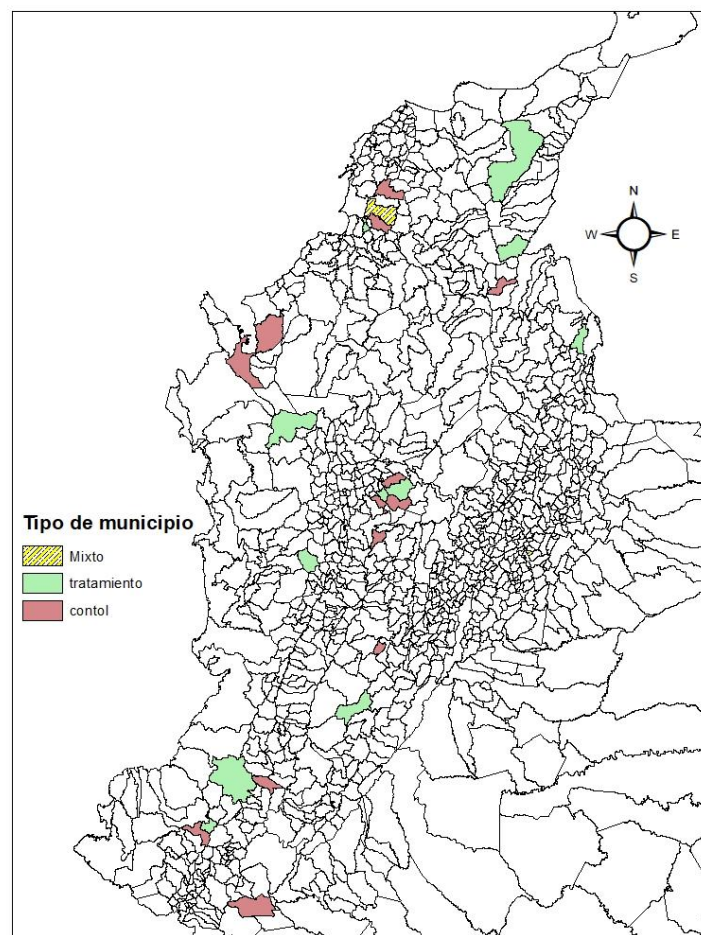 N
W E
S
Tipo de municipio
Mixto
tratamiento
contol